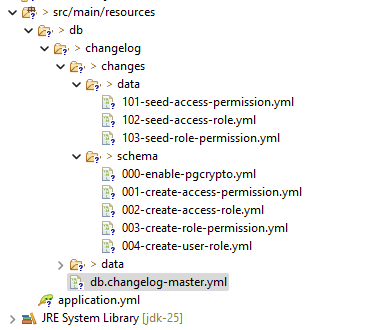 > src/main/resources
> db
> changelog
> changes
> data
101-seed-access-permission.yml
102-seed-access-role.yml
103-seed-role-permission.yml
> schema
000-enable-pgcrypto.yml
001-create-access-permission.yml
002-create-access-role.yml
003-create-role-permission.yml
004-create-user-role.yml
> data
db.changelog-master.yml
application.yml
JRE System Library [jdk-25]